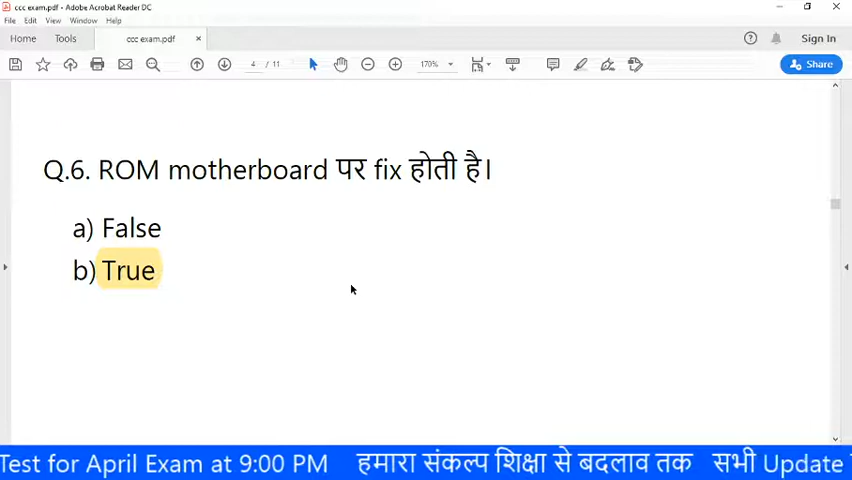 ccc exam.pdf - Adobe Acrobat Reader DC
File Edit View Window Help
Home Tools ccc exam.pdf × Sign In
4 / 11 170% Share
Q.6. ROM motherboard पर fix होती है।
a) False
b) True
Test for April Exam at 9:00 PM हमारा संकल्प शिक्षा से बदलाव तक सभी Update